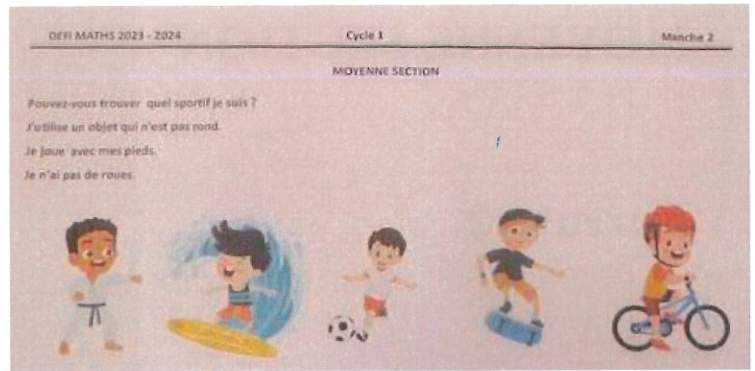 DEFI MATHS 2023 - 2024 Cycle 1 Manche 2
MOYENNE SECTION
Pouvez-vous trouver quel sportif je suis ?
J'utilise un objet qui n'est pas rond.
Je joue avec mes pieds.
Je n'ai pas de roues.